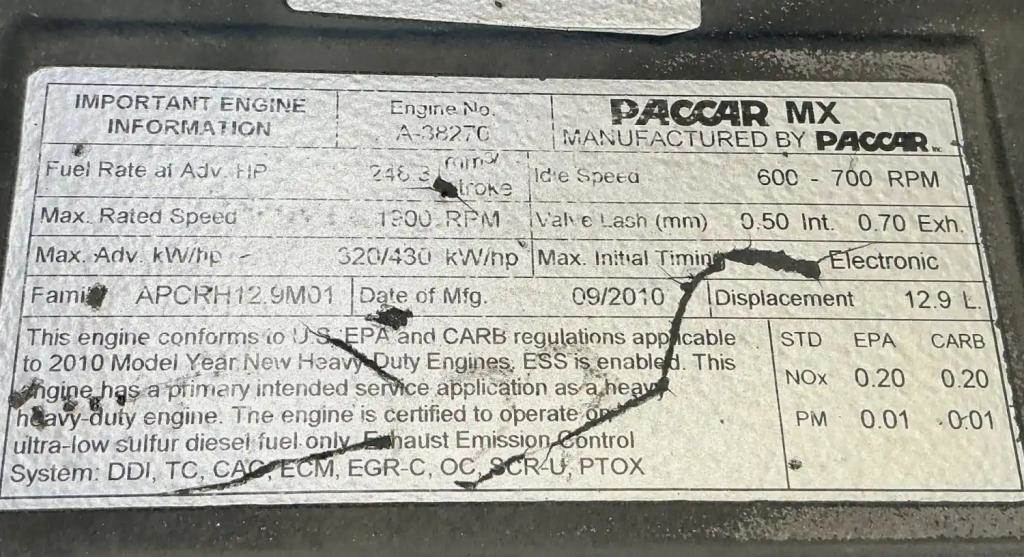 IMPORTANT ENGINE
INFORMATION
Engine No.
A-38270
PACCAR MX
MANUFACTURED BY PACCAR INC
Fuel Rate at Adv. HP
248.3 mm3/
stroke
Idle Speed
600 - 700 RPM
Max. Rated Speed
1900 RPM
Valve Lash (mm)
0.50 Int. 0.70 Exh.
Max. Adv. kW/hp
320/430 kW/hp
Max. Initial Timing
Electronic
Family
APCRH12.9M01
Date of Mfg.
09/2010
Displacement
12.9 L.
This engine conforms to U.S. EPA and CARB regulations applicable
to 2010 Model Year New Heavy-Duty Engines, ESS is enabled. This
engine has a primary intended service application as a heavy
heavy-duty engine. The engine is certified to operate on
ultra-low sulfur diesel fuel only. Exhaust Emission Control
System: DDI, TC, CAC, ECM, EGR-C, OC, SCR-U, PTOX
STD EPA CARB
NOx 0.20 0.20
PM 0.01 0.01